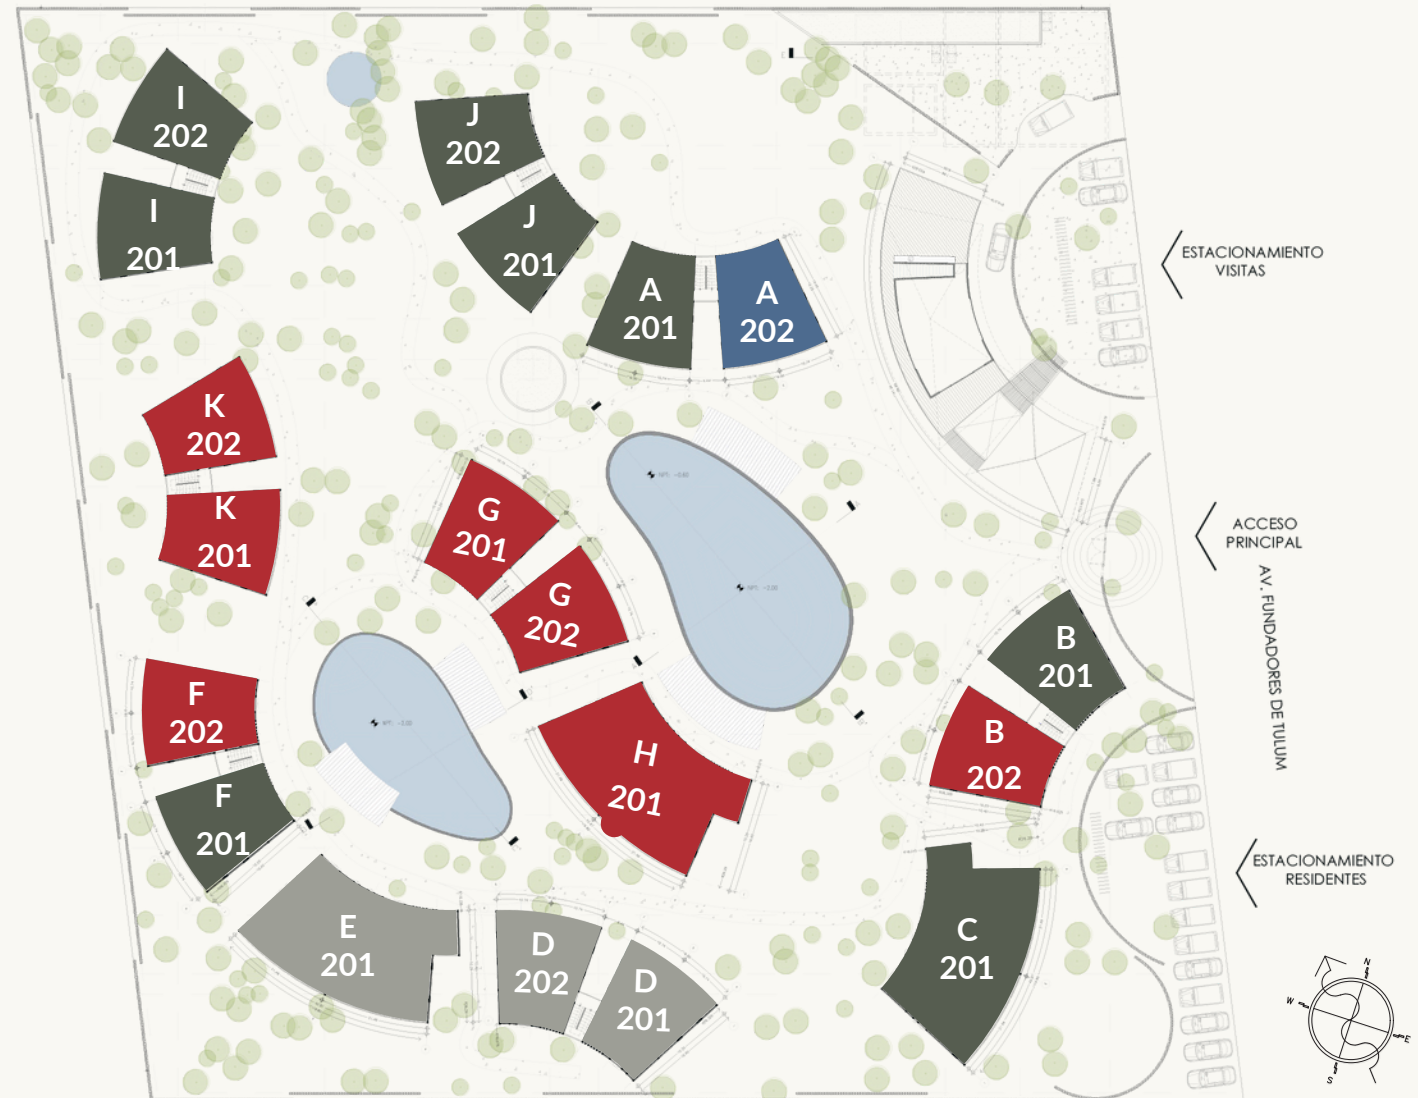 I
202
I
201
J
202
J
201
A
201
A
202
ESTACIONAMIENTO
VISITAS
K
202
K
201
G
201
G
202
ACCESO
PRINCIPAL
AV. FUNDADORES DE TULUM
B
201
B
202
F
202
F
201
H
201
ESTACIONAMIENTO
RESIDENTES
E
201
D
202
D
201
C
201
N
W
E
S